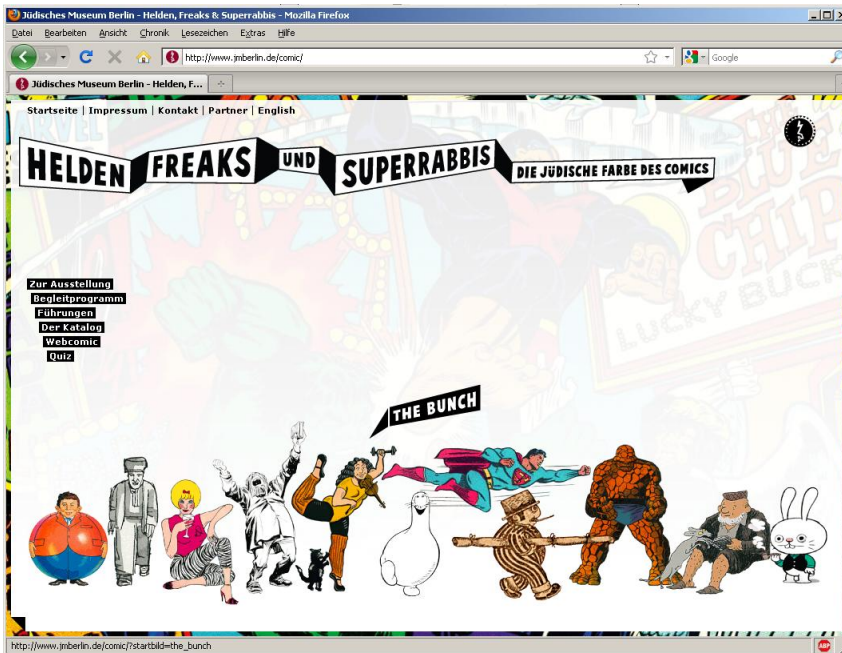 Jüdisches Museum Berlin - Helden, Freaks & Superrabbis - Mozilla Firefox
Datei Bearbeiten Ansicht Chronik Lesezeichen Extras Hilfe
http://www.jmberlin.de/comic/
Google
Jüdisches Museum Berlin - Helden, F...
Startseite | Impressum | Kontakt | Partner | English
HELDEN FREAKS UND SUPERRABBIS DIE JÜDISCHE FARBE DES COMICS
MARVEL
BLUE
CHIP
LUCKY BUCK
Zur Ausstellung
Begleitprogramm
Führungen
Der Katalog
Webcomic
Quiz
THE BUNCH
http://www.jmberlin.de/comic/?startbild=the_bunch
ABP